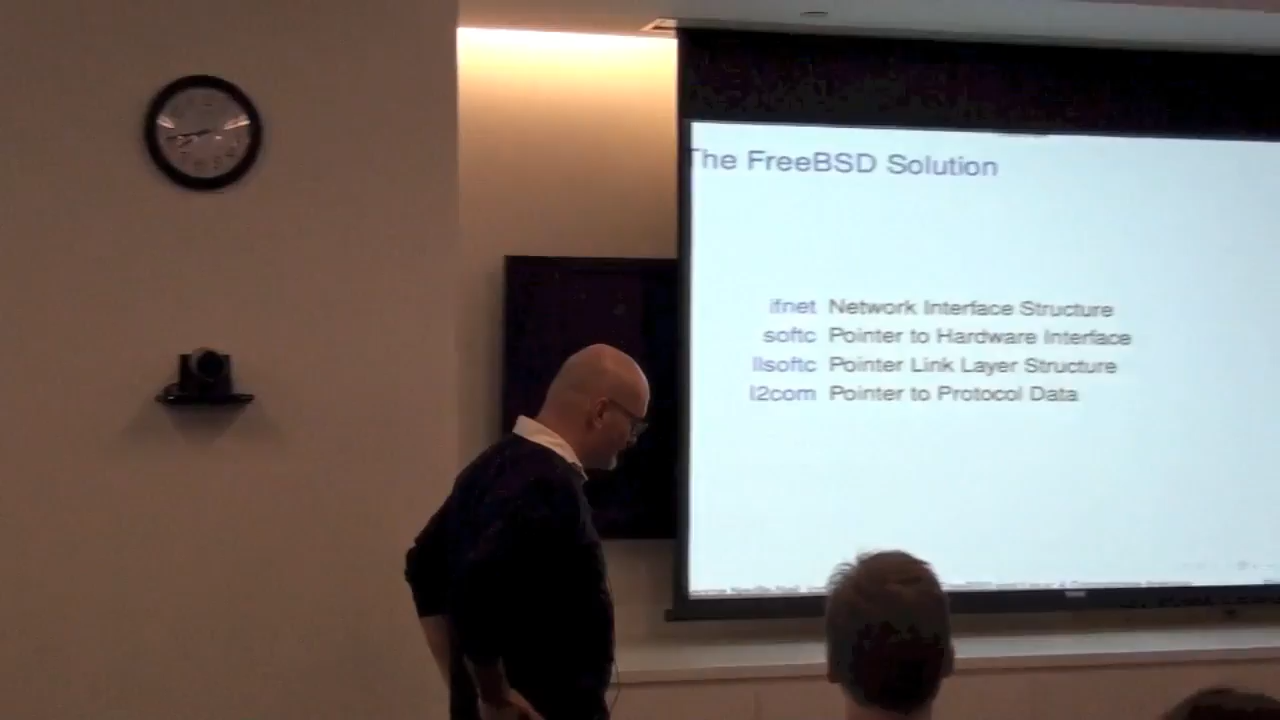 The FreeBSD Solution
ifnet Network Interface Structure
softc Pointer to Hardware Interface
llsoftc Pointer Link Layer Structure
l2com Pointer to Protocol Data